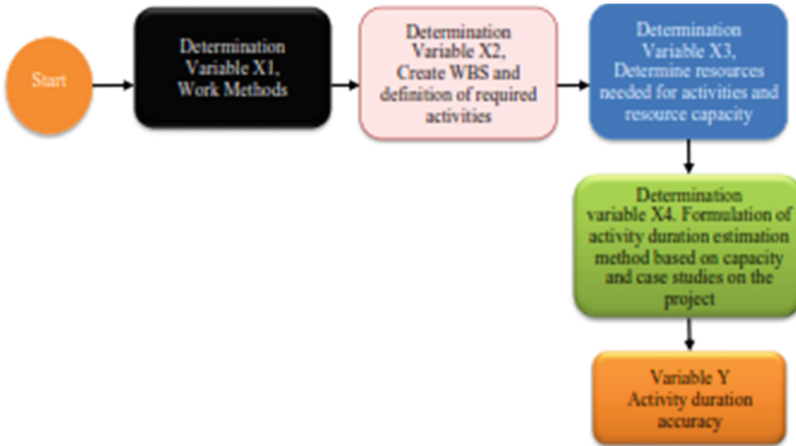 Start
Determination
Variable X1,
Work Methods
Determination
Variable X2,
Create WBS and
definition of required
activities
Determination
Variable X3,
Determine resources
needed for activities and
resource capacity
Determination
variable X4. Formulation of
activity duration estimation
method based on capacity
and case studies on the
project
Variable Y
Activity duration
accuracy